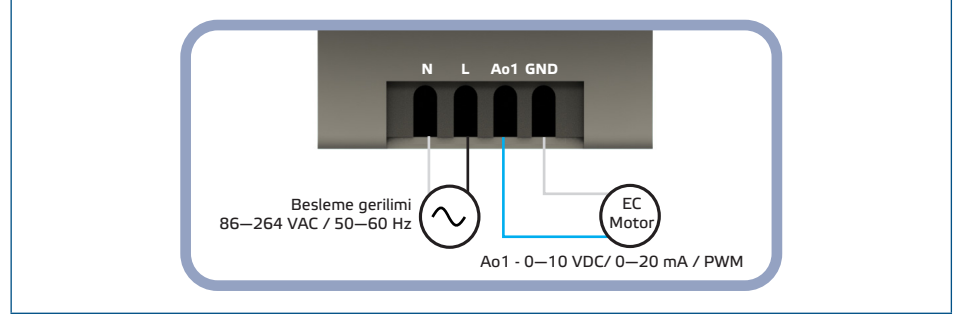 N L Ao1 GND
Besleme gerilimi
86—264 VAC / 50—60 Hz
EC
Motor
Ao1 - 0—10 VDC/ 0—20 mA / PWM